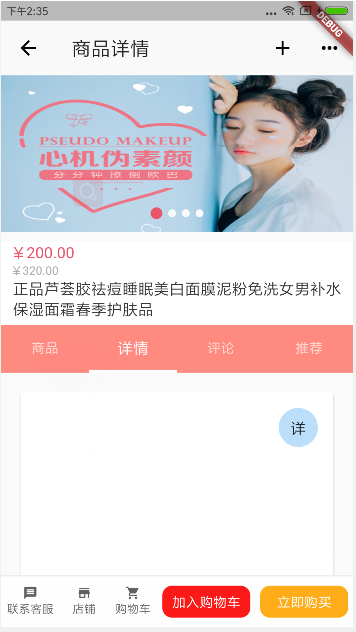 下午2:35
DEBUG
商品详情
PSEUDO MAKEUP
心机伪素颜
分分钟撩倒欧巴
￥200.00
￥320.00
正品芦荟胶祛痘睡眠美白面膜泥粉免洗女男补水
保湿面霜春季护肤品
商品 详情 评论 推荐
详
联系客服 店铺 购物车 加入购物车 立即购买